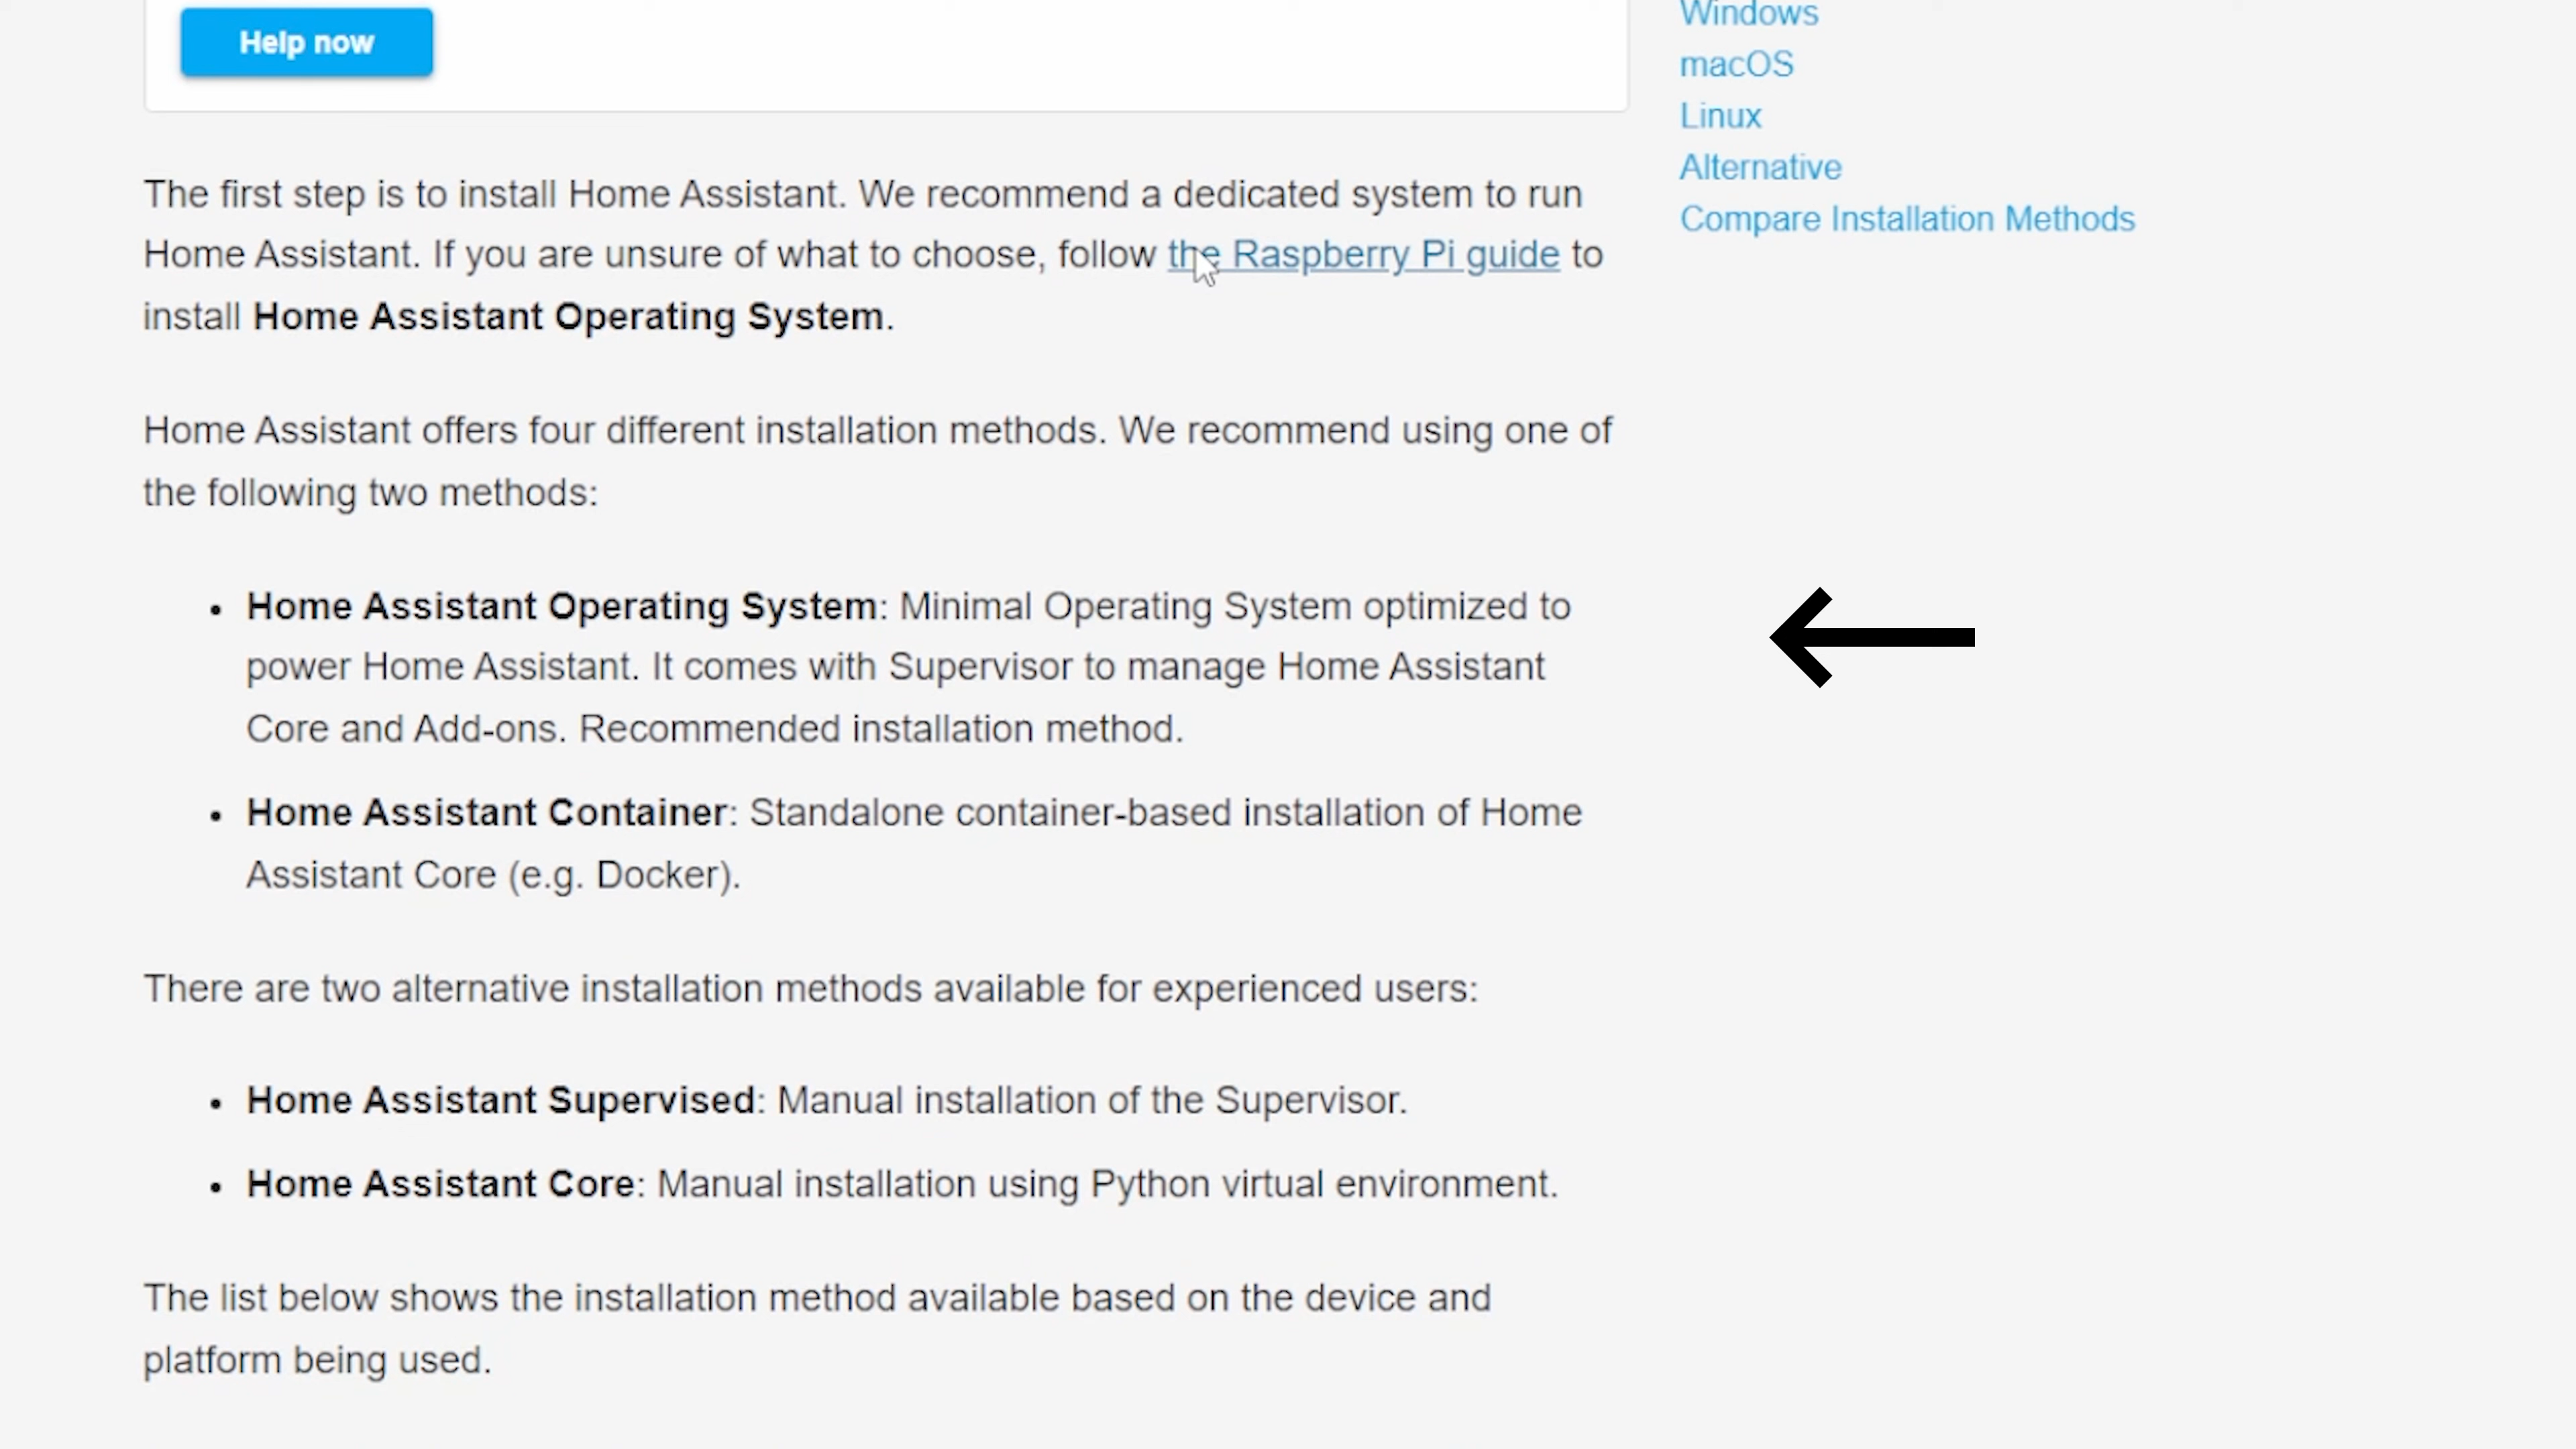 Help now
Windows
macOS
Linux
Alternative
Compare Installation Methods
The first step is to install Home Assistant. We recommend a dedicated system to run
Home Assistant. If you are unsure of what to choose, follow the Raspberry Pi guide to
install Home Assistant Operating System.
Home Assistant offers four different installation methods. We recommend using one of
the following two methods:
• Home Assistant Operating System: Minimal Operating System optimized to
power Home Assistant. It comes with Supervisor to manage Home Assistant
Core and Add-ons. Recommended installation method.
• Home Assistant Container: Standalone container-based installation of Home
Assistant Core (e.g. Docker).
There are two alternative installation methods available for experienced users:
• Home Assistant Supervised: Manual installation of the Supervisor.
• Home Assistant Core: Manual installation using Python virtual environment.
The list below shows the installation method available based on the device and
platform being used.